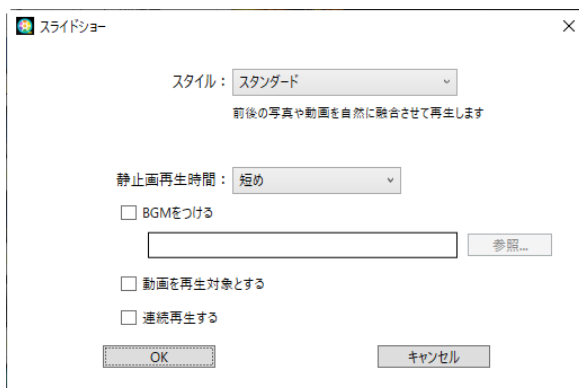 スライドショー
スタイル： スタンダード
前後の写真や動画を自然に融合させて再生します
静止画再生時間： 短め
BGMをつける
参照...
動画を再生対象とする
連続再生する
OK キャンセル